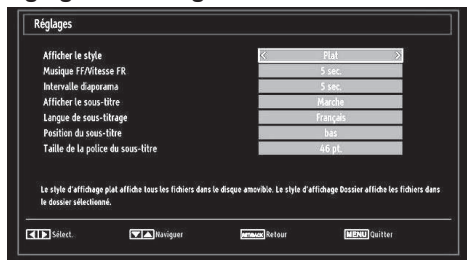 Réglages
Afficher le style Plat
Musique FF/Vitesse FR 5 sec.
Intervalle diaporama 5 sec.
Afficher le sous-titre Marche
Langue de sous-titrage Français
Position du sous-titre bas
Taille de la police du sous-titre 46 pt.
Le style d'affichage plat affiche tous les fichiers dans le disque amovible. Le style d'affichage Dossier affiche les fichiers dans
le dossier sélectionné.
Sélect. Naviguer Retour MENU Quitter